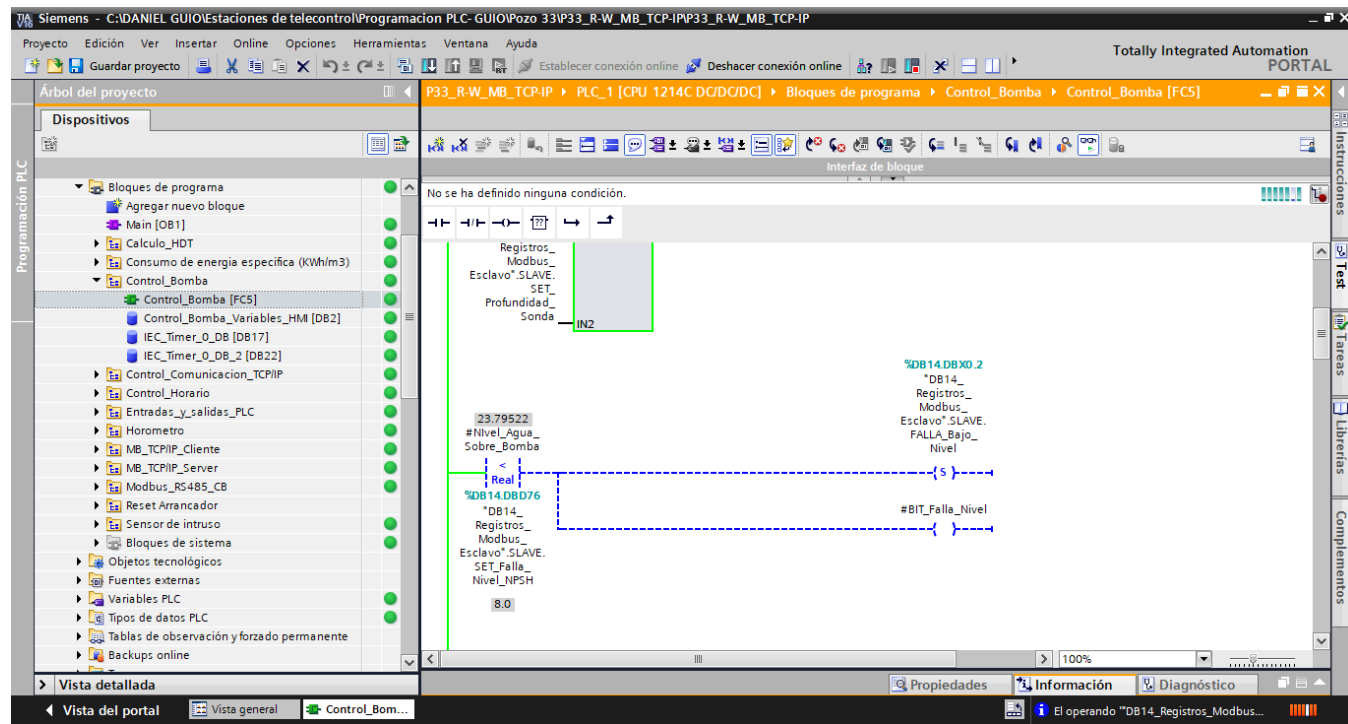 TIA
V16
Siemens - C:\DANIEL GUIO\Estaciones de telecontrol\Programacion PLC- GUIO\Pozo 33\P33_R-W_MB_TCP-IP\P33_R-W_MB_TCP-IP
Proyecto Edición Ver Insertar Online Opciones Herramientas Ventana Ayuda
Totally Integrated Automation
PORTAL
Guardar proyecto
Establecer conexión online
Deshacer conexión online
Árbol del proyecto
P33_R-W_MB_TCP-IP PLC_1 [CPU 1214C DC/DC/DC] Bloques de programa Control_Bomba Control_Bomba [FC5]
Dispositivos
Programación PLC
Bloques de programa
Agregar nuevo bloque
Main [OB1]
Calculo_HDT
Consumo de energia especifica (KWh/m3)
Control_Bomba
Control_Bomba [FC5]
Control_Bomba_Variables_HMI [DB2]
IEC_Timer_0_DB [DB17]
IEC_Timer_0_DB_2 [DB22]
Control_Comunicacion_TCP/IP
Control_Horario
Entradas_y_salidas_PLC
Horometro
MB_TCP/IP_Cliente
MB_TCP/IP_Server
Modbus_RS485_CB
Reset Arrancador
Sensor de intruso
Bloques de sistema
Objetos tecnológicos
Fuentes externas
Variables PLC
Tipos de datos PLC
Tablas de observación y forzado permanente
Backups online
Vista detallada
Interfaz de bloque
No se ha definido ninguna condición.
??
Registros_
Modbus_
Esclavo".SLAVE.
SET_
Profundidad_
Sonda
IN2
23.79522
#NIvel_Agua_
Sobre_Bomba
<
Real
%DB14.DBD76
"DB14_
Registros_
Modbus_
Esclavo".SLAVE.
SET_Falla_
Nivel_NPSH
8.0
%DB14.DBX0.2
"DB14_
Registros_
Modbus_
Esclavo".SLAVE.
FALLA_Bajo_
Nivel
S
#BIT_Falla_Nivel
100%
Instrucciones
Test
Tareas
Librerías
Complementos
Propiedades
Información
Diagnóstico
Vista del portal
Vista general
Control_Bom...
El operando '"DB14_Registros_Modbus...